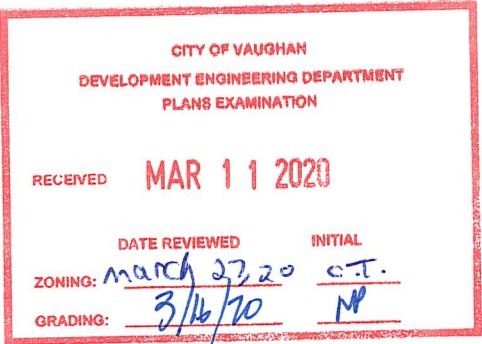 CITY OF VAUGHAN
DEVELOPMENT ENGINEERING DEPARTMENT
PLANS EXAMINATION
RECEIVED MAR 11 2020
DATE REVIEWED INITIAL
ZONING: March 27, 20 O.T.
GRADING: 3/16/20 NP